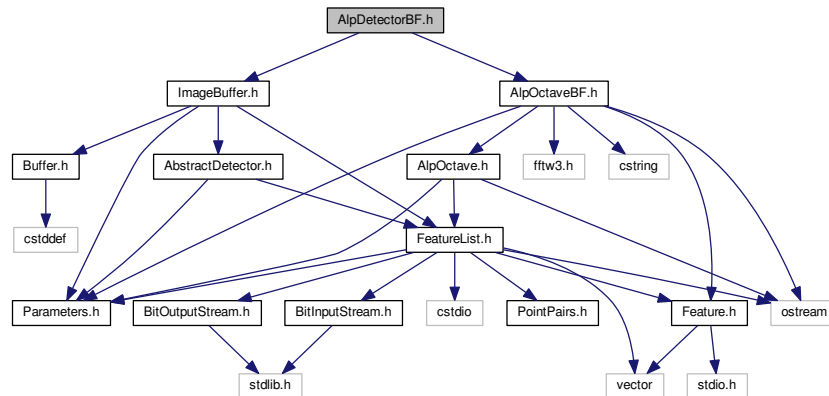 AlpDetectorBF.h
ImageBuffer.h
AlpOctaveBF.h
Buffer.h
AbstractDetector.h
AlpOctave.h
fftw3.h
cstring
cstddef
FeatureList.h
Parameters.h
BitOutputStream.h
BitInputStream.h
cstdio
PointPairs.h
Feature.h
ostream
stdlib.h
vector
stdio.h